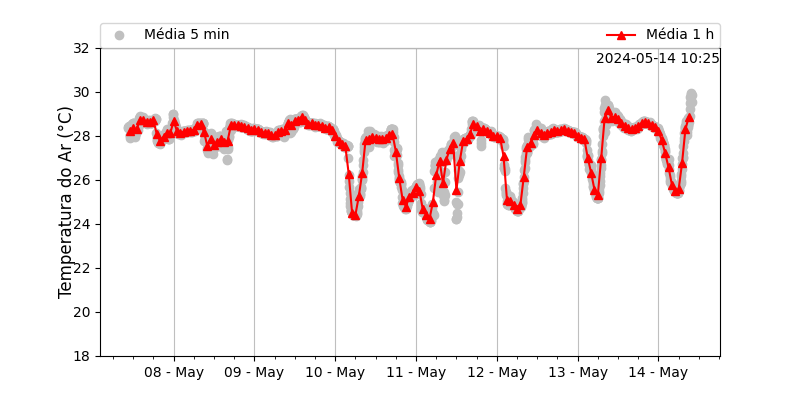 Média 5 min
Média 1 h
2024-05-14 10:25
Temperatura do Ar (°C)
32
30
28
26
24
22
20
18
08 - May
09 - May
10 - May
11 - May
12 - May
13 - May
14 - May